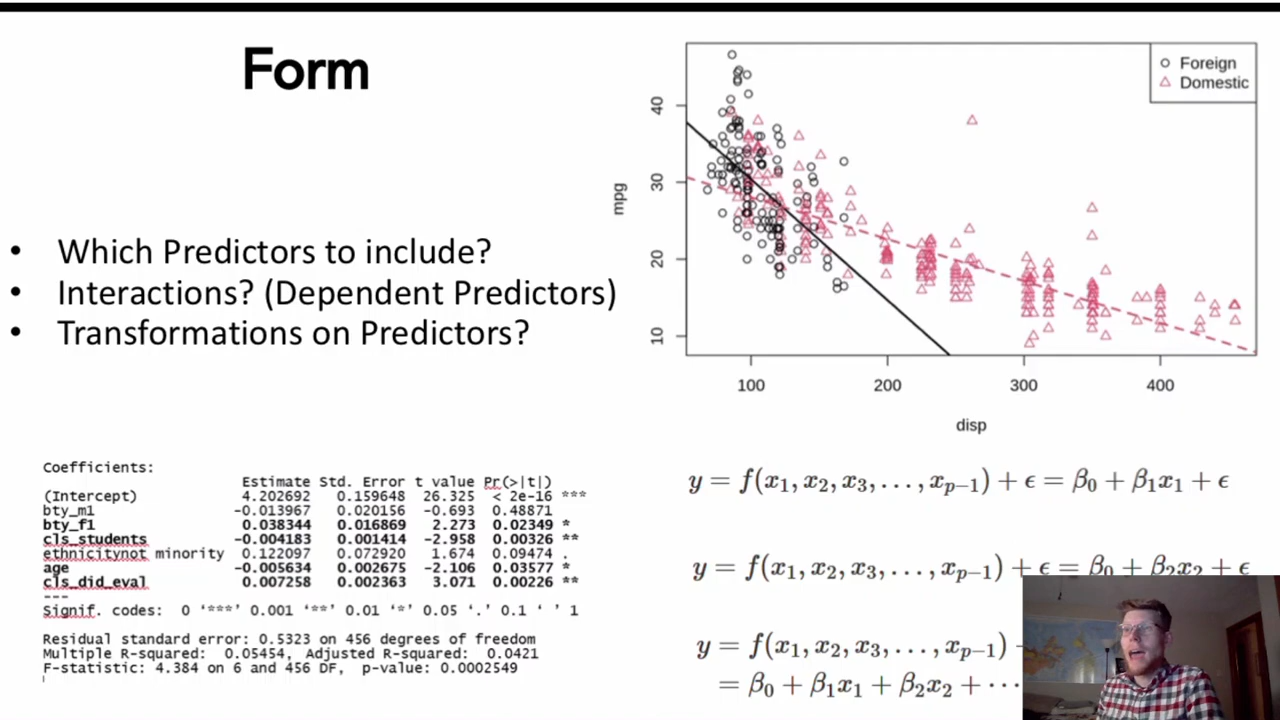 Form
• Which Predictors to include?
• Interactions? (Dependent Predictors)
• Transformations on Predictors?
Foreign
Domestic
mpg
40
30
20
10
100 200 300 400
disp
Coefficients:
Estimate Std. Error t value Pr(>|t|)
(Intercept) 4.202692 0.159648 26.325 < 2e-16 ***
bty_m1 -0.013967 0.020156 -0.693 0.48871
bty_f1 0.038344 0.016869 2.273 0.02349 *
cls_students -0.004183 0.001414 -2.958 0.00326 **
ethnicitynot minority 0.122097 0.072920 1.674 0.09474 .
age -0.005634 0.002675 -2.106 0.03577 *
cls_did_eval 0.007258 0.002363 3.071 0.00226 **
---
Signif. codes: 0 ‘***’ 0.001 ‘**’ 0.01 ‘*’ 0.05 ‘.’ 0.1 ‘ ’ 1
Residual standard error: 0.5323 on 456 degrees of freedom
Multiple R-squared: 0.05454, Adjusted R-squared: 0.0421
F-statistic: 4.384 on 6 and 456 DF, p-value: 0.0002549
y = f(x₁, x₂, x₃, . . . , xₚ₋₁) + ϵ = β₀ + β₁x₁ + ϵ
y = f(x₁, x₂, x₃, . . . , xₚ₋₁) + ϵ = β₀ + β₂x₂ + ϵ
y = f(x₁, x₂, x₃, . . . , xₚ₋₁)
= β₀ + β₁x₁ + β₂x₂ + ···